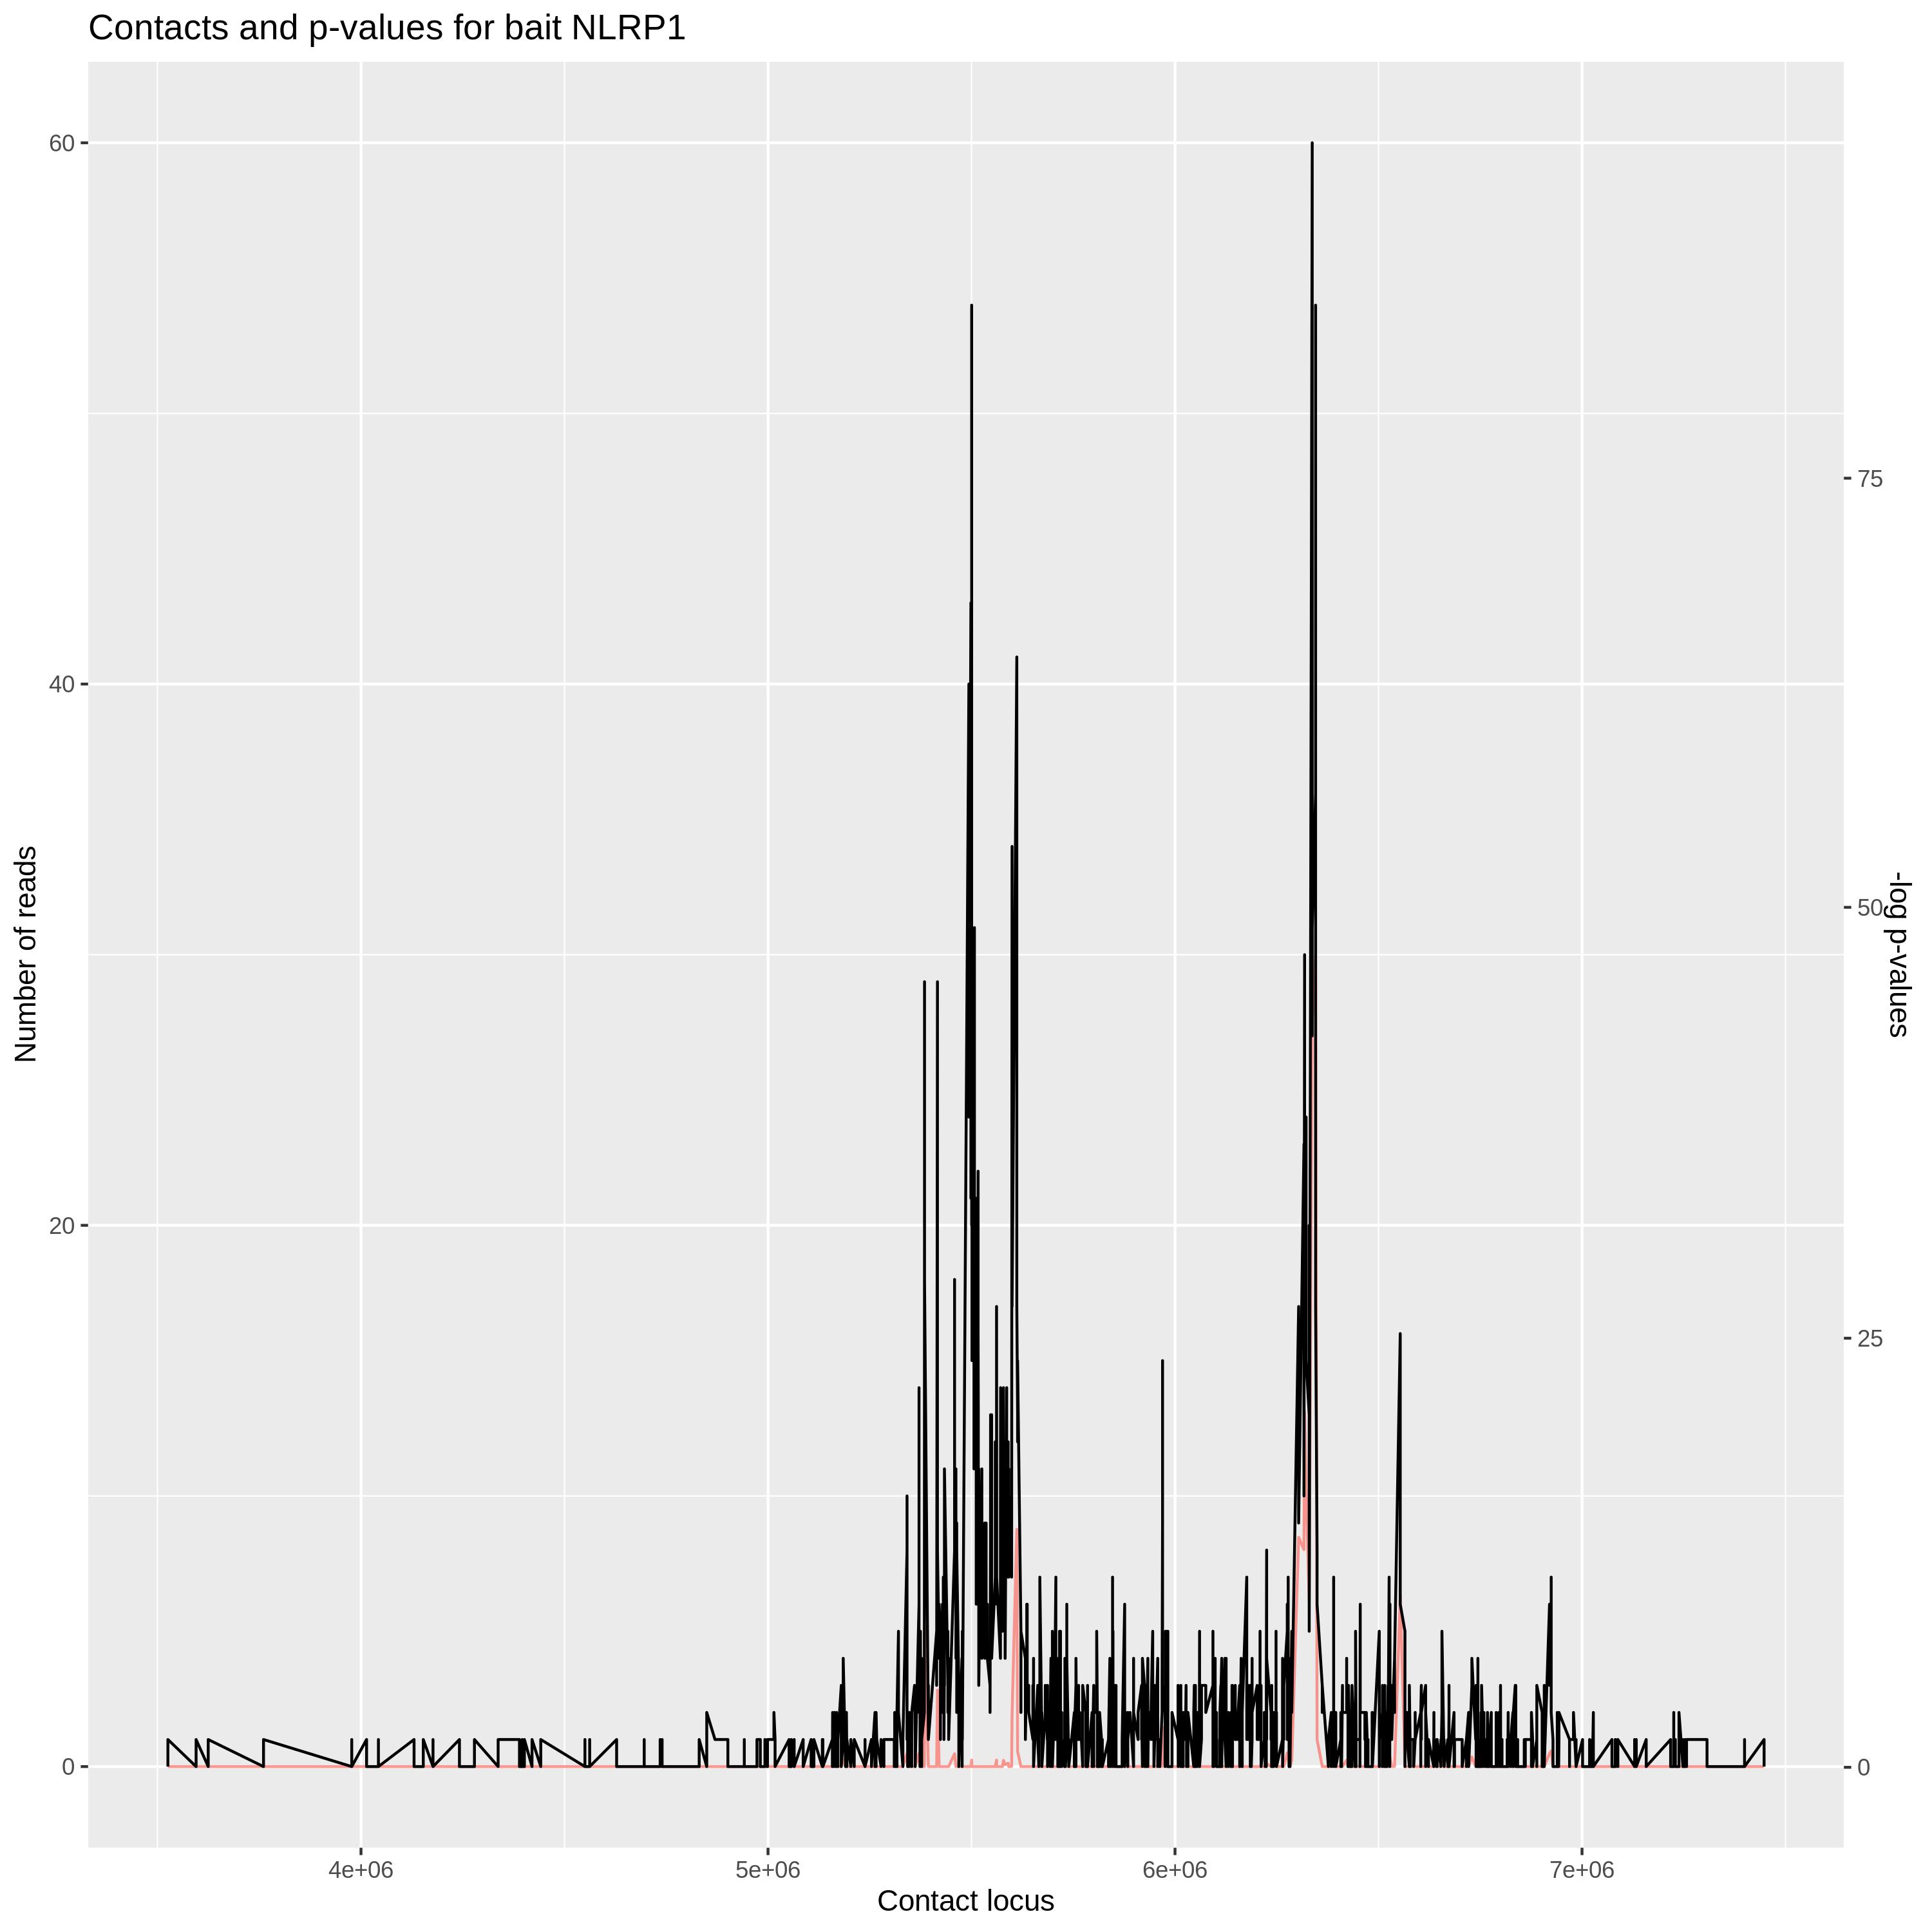 Contacts and p-values for bait NLRP1
60
40
20
0
Number of reads
75
50
25
0
-log p-values
4e+06
5e+06
6e+06
7e+06
Contact locus